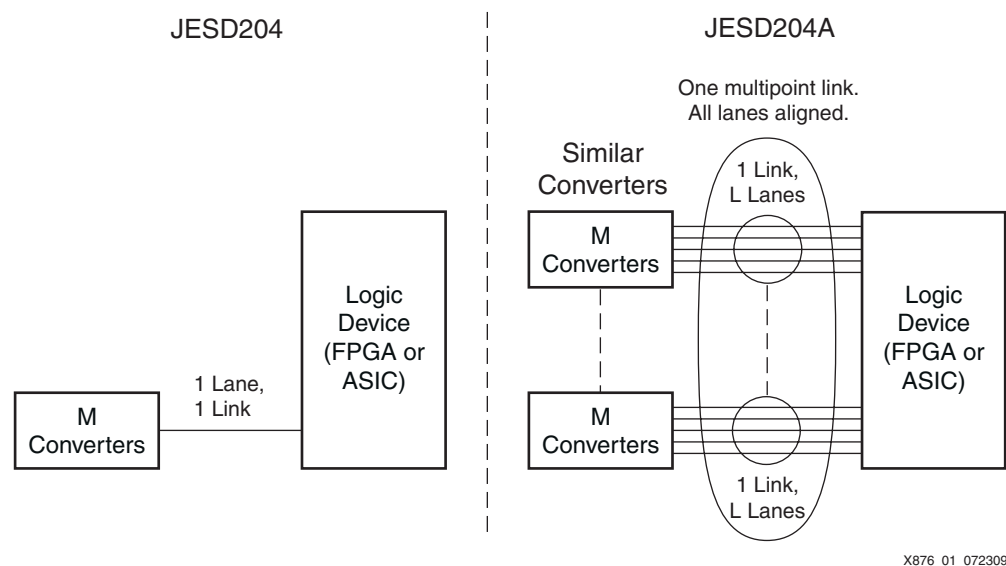 JESD204
M
Converters
1 Lane,
1 Link
Logic
Device
(FPGA or
ASIC)
JESD204A
One multipoint link.
All lanes aligned.
Similar
Converters
M
Converters
1 Link,
L Lanes
M
Converters
1 Link,
L Lanes
Logic
Device
(FPGA or
ASIC)
X876_01_072309